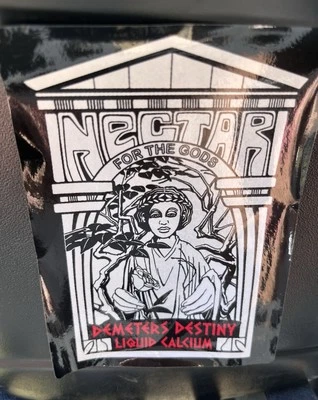 NECTAR
FOR THE GODS
DEMETERS DESTINY
LIQUID CALCIUM